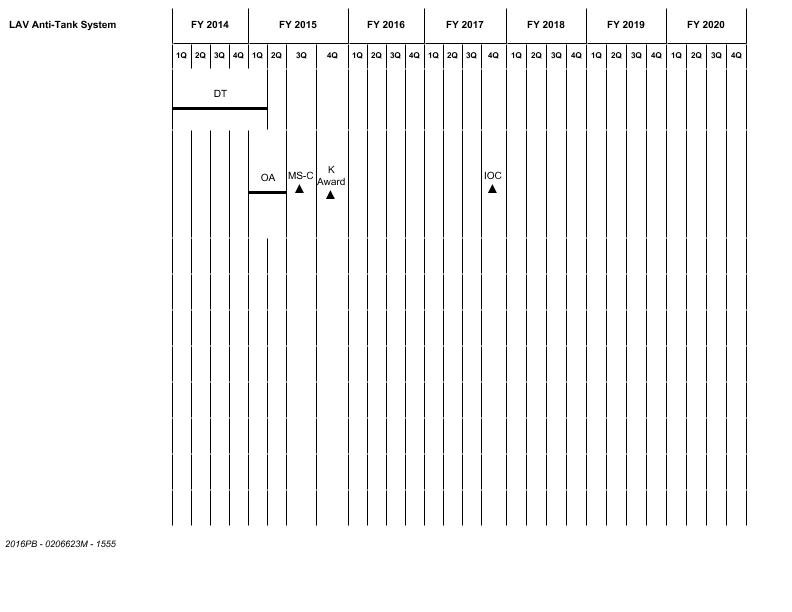 LAV Anti-Tank System
FY 2014 FY 2015 FY 2016 FY 2017 FY 2018 FY 2019 FY 2020
1Q 2Q 3Q 4Q 1Q 2Q 3Q 4Q 1Q 2Q 3Q 4Q 1Q 2Q 3Q 4Q 1Q 2Q 3Q 4Q 1Q 2Q 3Q 4Q 1Q 2Q 3Q 4Q
DT
OA
MS-C
K
Award
IOC
2016PB - 0206623M - 1555